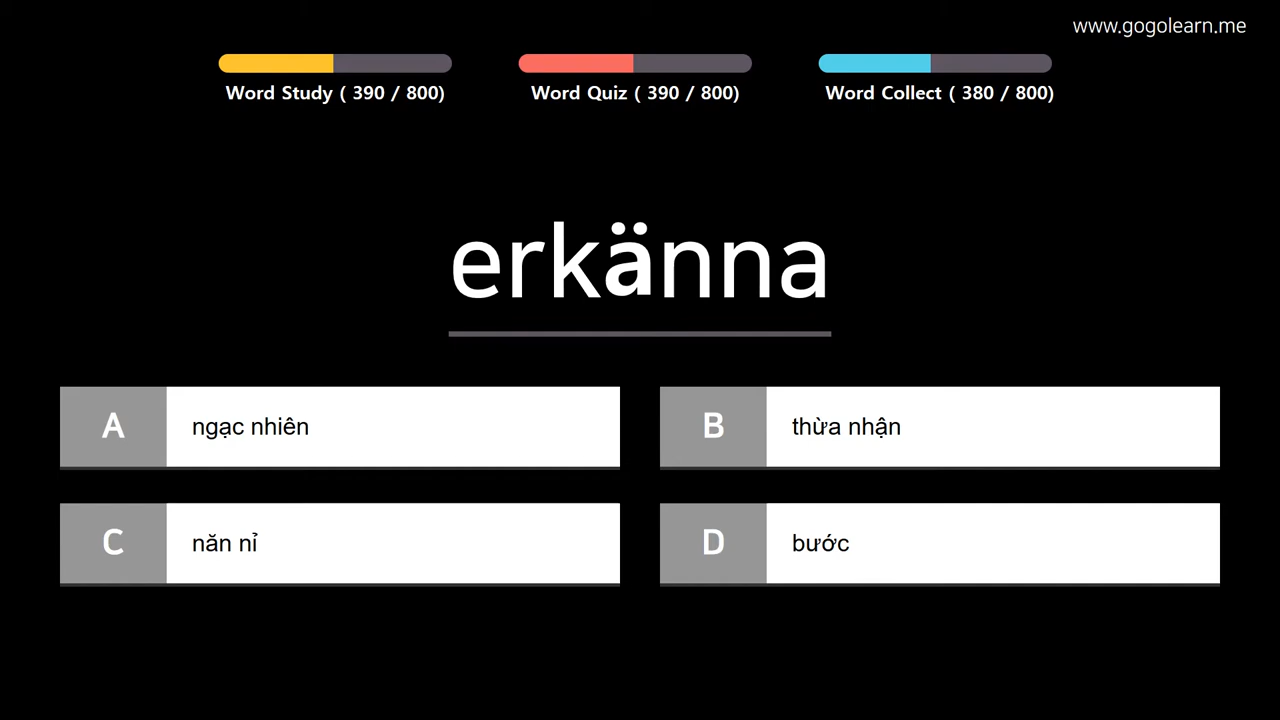 www.gogolearn.me
Word Study ( 390 / 800)
Word Quiz ( 390 / 800)
Word Collect ( 380 / 800)
erkänna
A ngạc nhiên
B thừa nhận
C năn nỉ
D bước